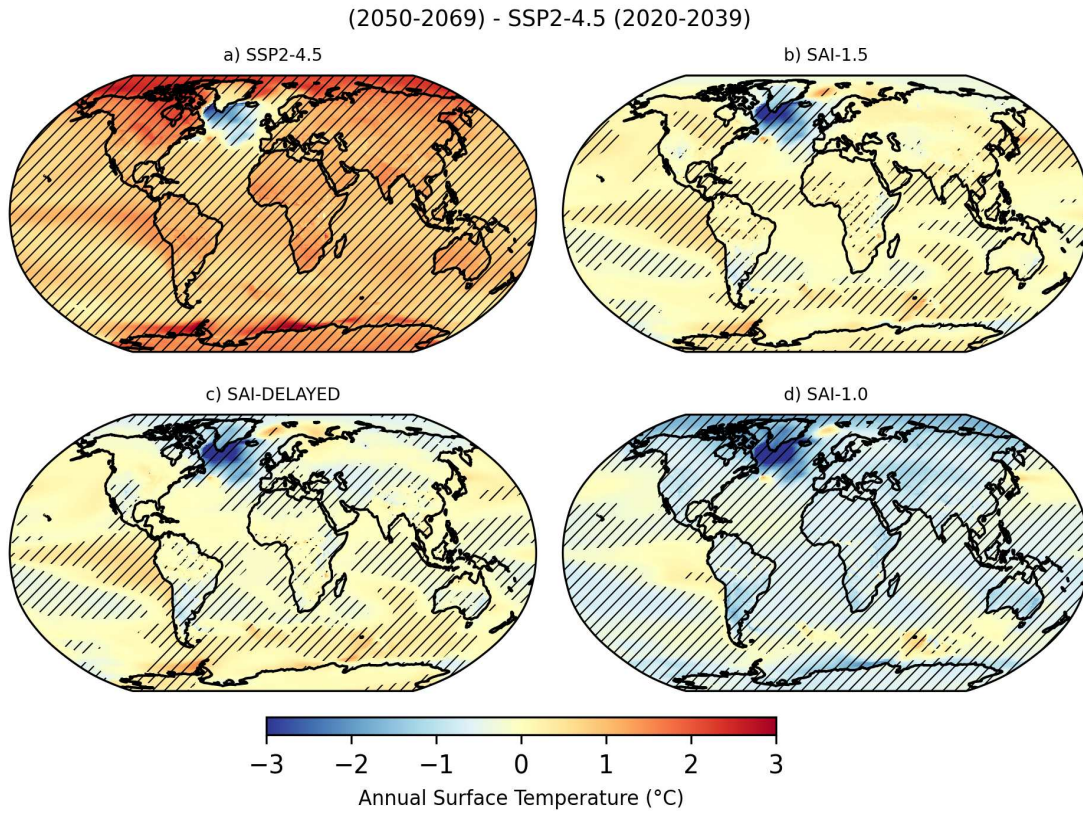 (2050-2069) - SSP2-4.5 (2020-2039)
a) SSP2-4.5
b) SAI-1.5
c) SAI-DELAYED
d) SAI-1.0
−3 −2 −1 0 1 2 3
Annual Surface Temperature (°C)